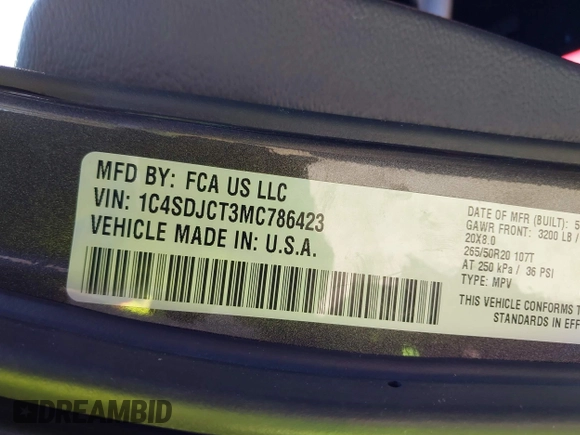 MFD BY: FCA US LLC
VIN: 1C4SDJCT3MC786423
VEHICLE MADE IN: U.S.A.
DATE OF MFR (BUILT): 5
GAWR FRONT: 3200 LB /
20X8.0
265/50R20 107T
AT 250 kPa / 36 PSI
TYPE: MPV
THIS VEHICLE CONFORMS T
STANDARDS IN EFF
DREAMBID